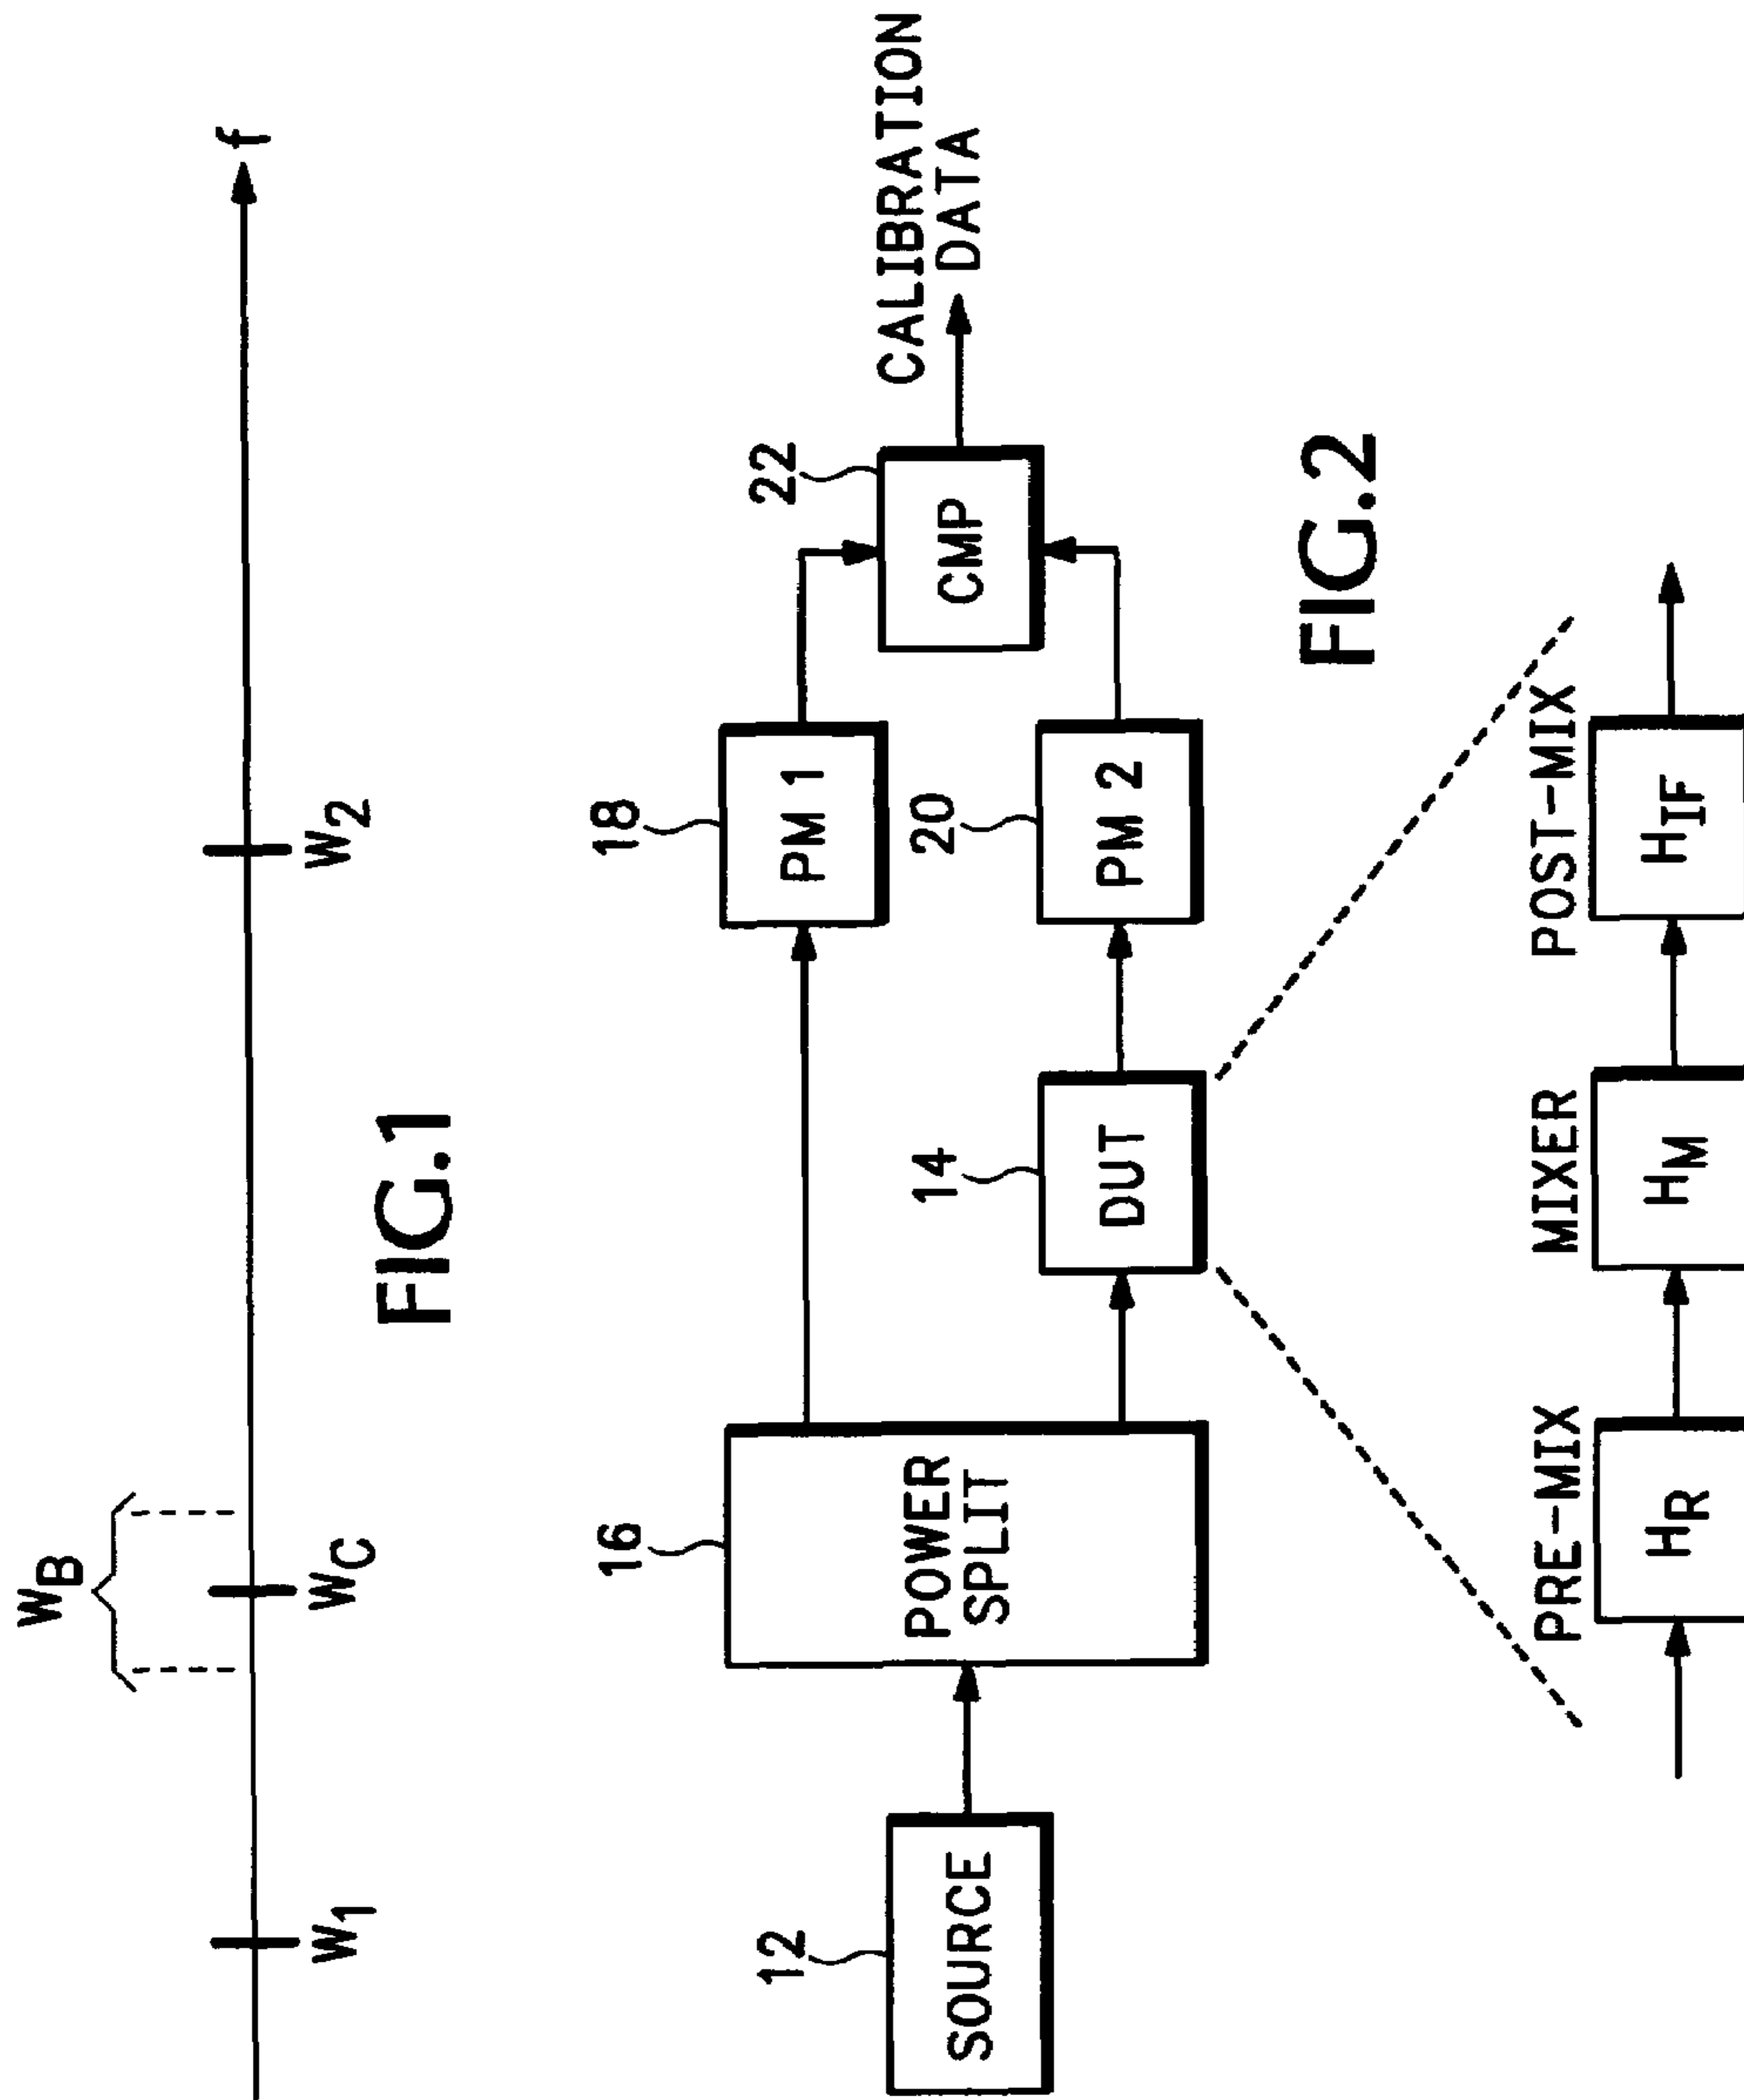 WB
W1
WC
W2
f
FIG.1
12
SOURCE
16
POWER
SPLIT
18
PM 1
14
DUT
20
PM 2
22
CMP
CALIBRATION
DATA
FIG.2
PRE-MIX
HR
MIXER
HM
POST-MIX
HIF